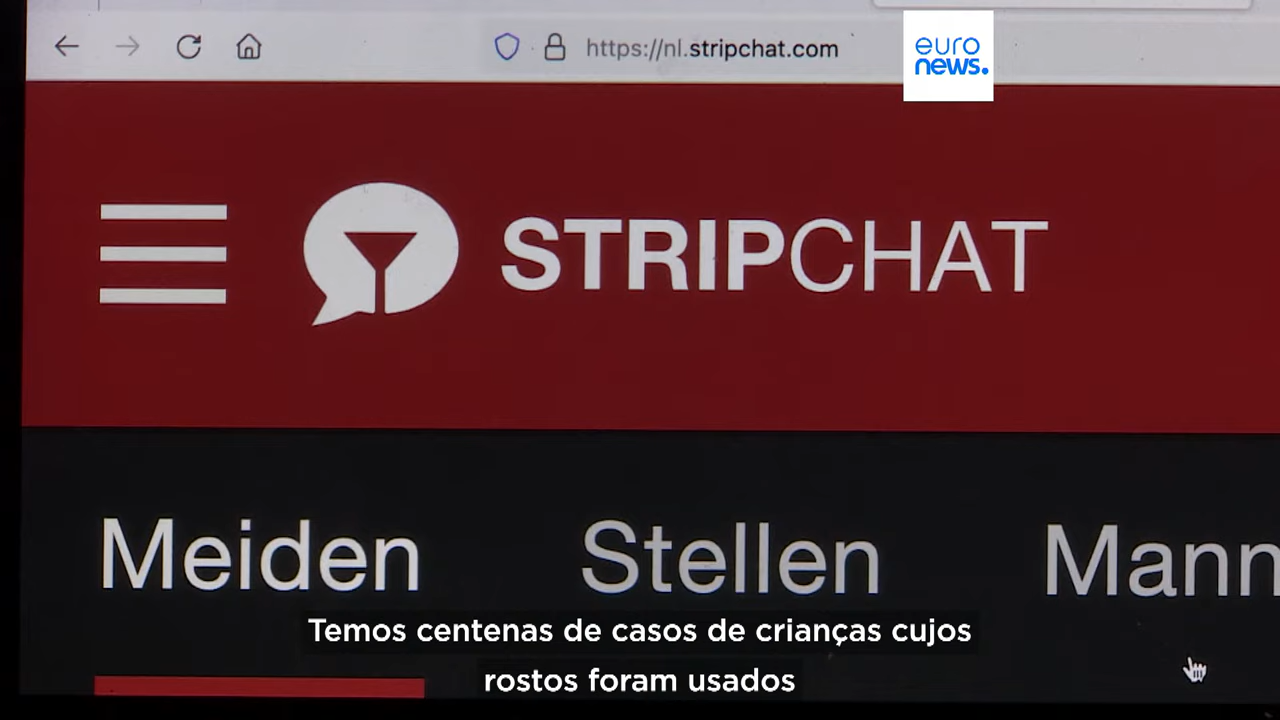 https://nl.stripchat.com
euro
news.
STRIPCHAT
Meiden Stellen Mann
Temos centenas de casos de crianças cujos
rostos foram usados